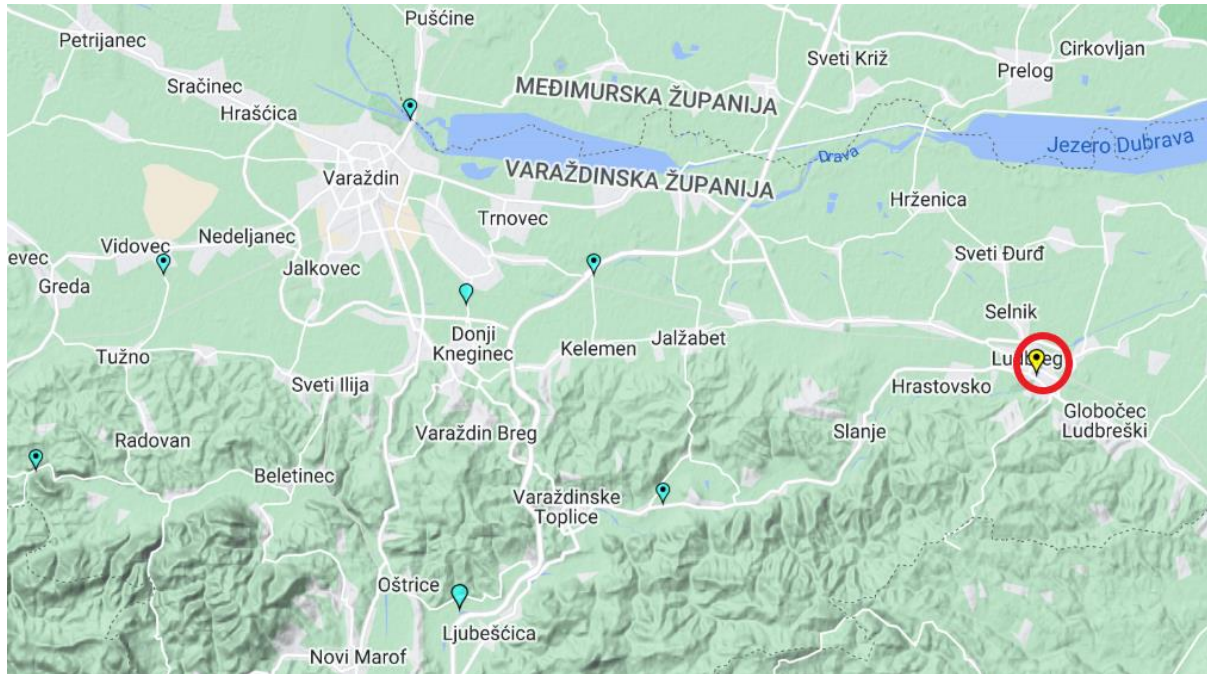 Pušćine
Petrijanec
Cirkovljan
Sveti Križ
Prelog
Sračinec
MEĐIMURSKA ŽUPANIJA
Hrašćica
Jezero Dubrava
Drava
VARAŽDINSKA ŽUPANIJA
Varaždin
Hrženica
Trnovec
Nedeljanec
Vidovec
Sveti Đurđ
evec
Jalkovec
Greda
Selnik
Donji
Kneginec
Jalžabet
Kelemen
Tužno
Ludbreg
Sveti Ilija
Hrastovsko
Globočec
Ludbreški
Varaždin Breg
Slanje
Radovan
Beletinec
Varaždinske
Toplice
Oštrice
Ljubešćica
Novi Marof